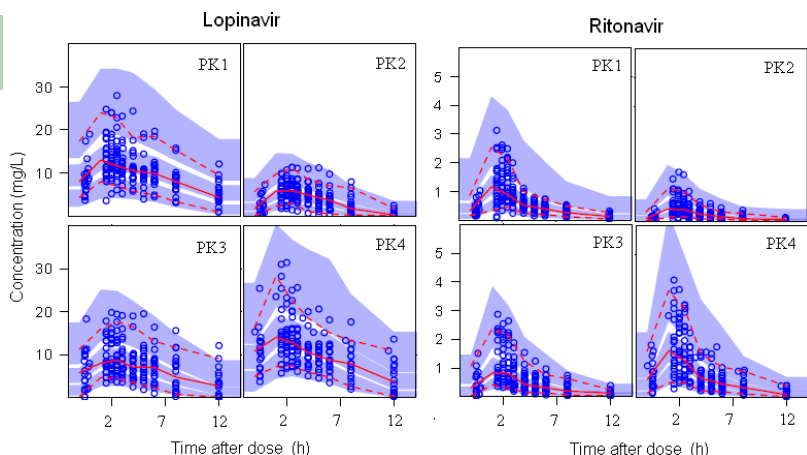 Lopinavir
Ritonavir
Concentration (mg/L)
30
20
10
PK1
PK2
5
4
3
2
1
PK1
PK2
30
20
10
PK3
PK4
5
4
3
2
1
PK3
PK4
2 7 12
2 7 12
2 7 12
2 7 12
Time after dose (h)
Time after dose (h)